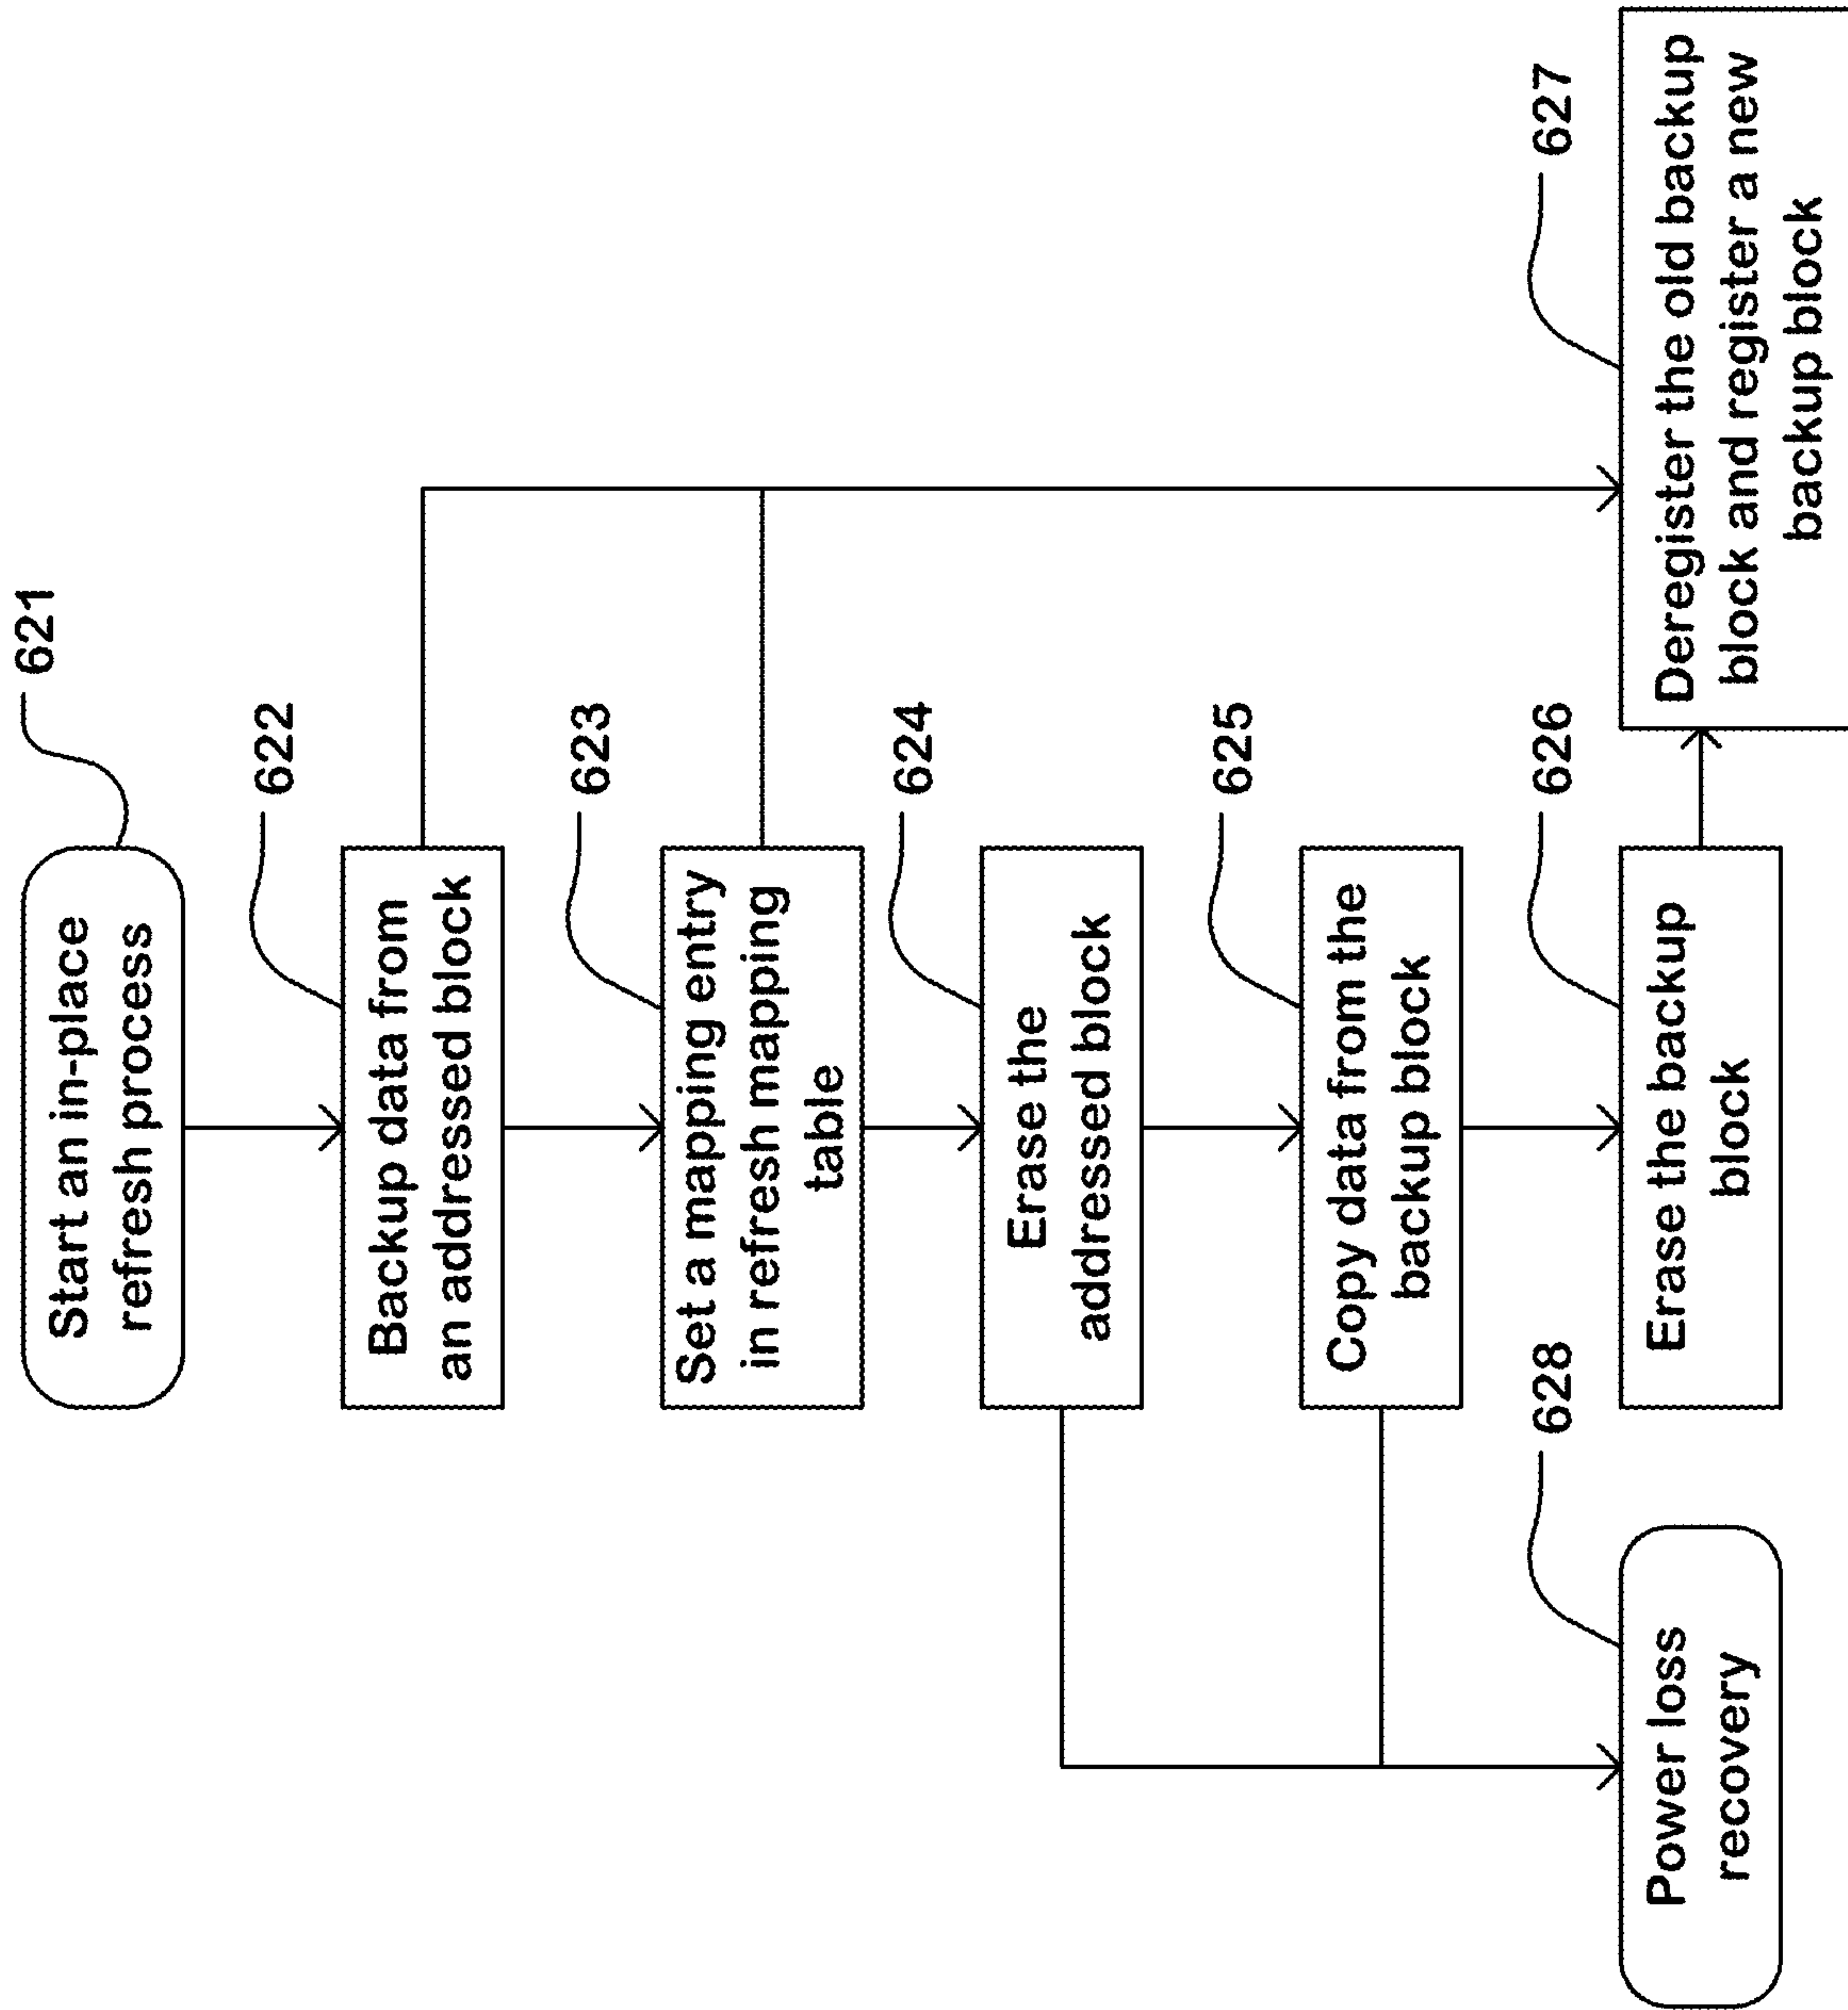 621
Start an in-place
refresh process
622
Backup data from
an addressed block
623
Set a mapping entry
in refresh mapping
table
624
Erase the
addressed block
625
Copy data from the
backup block
626
Erase the backup
block
627
Deregister the old backup
block and register a new
backup block
628
Power loss
recovery